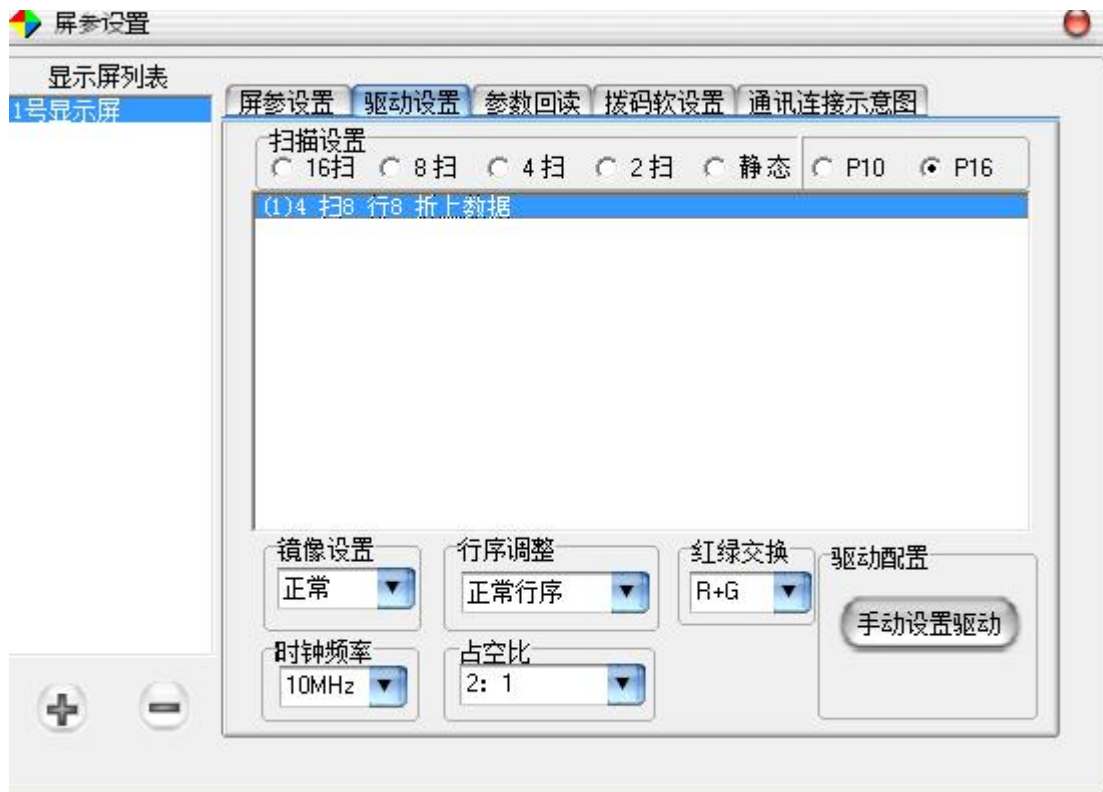 屏参设置
显示屏列表
1号显示屏
屏参设置 驱动设置 参数回读 拨码软设置 通讯连接示意图
扫描设置
16扫 8扫 4扫 2扫 静态 P10 P16
(1)4 扫8 行8 折上数据
镜像设置 行序调整 红绿交换 驱动配置
正常 正常行序 R+G
手动设置驱动
时钟频率 占空比
10MHz 2: 1